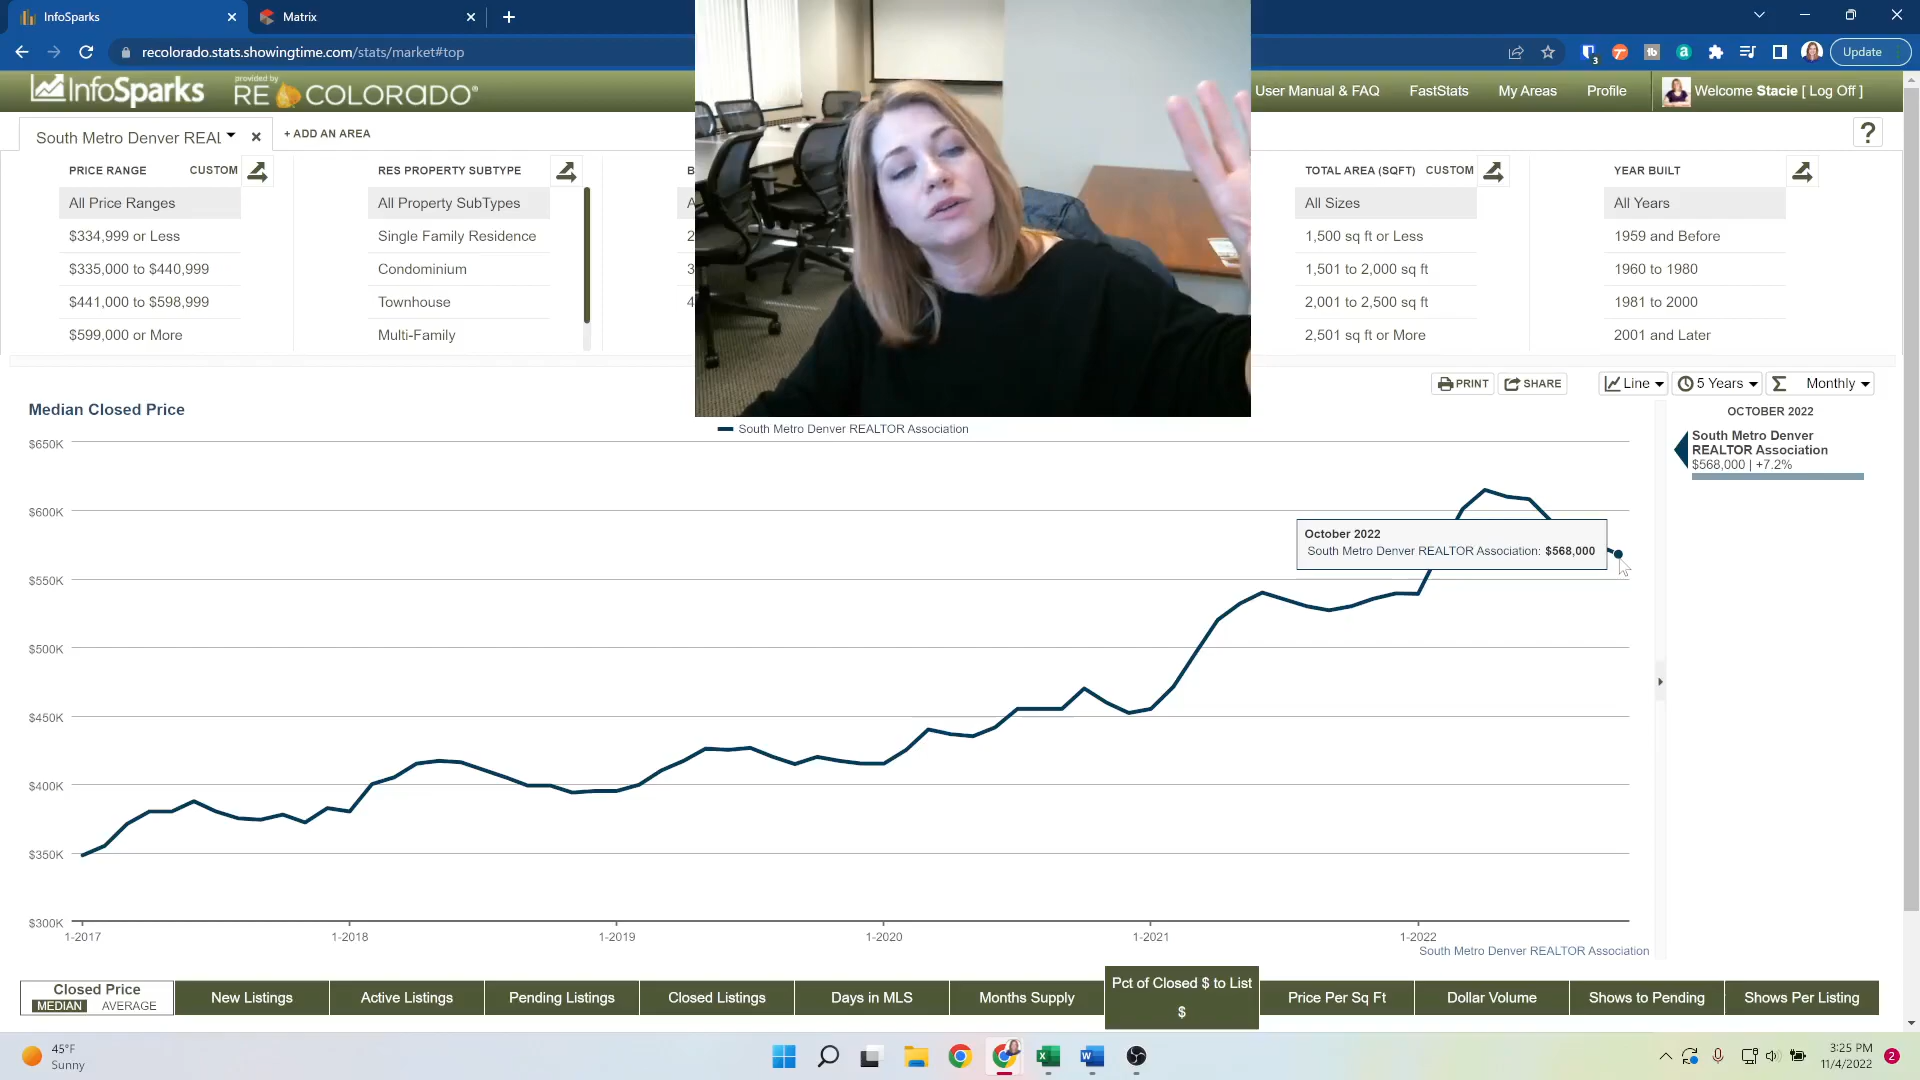 InfoSparks
Matrix
recolorado.stats.showingtime.com/stats/market#top
3
Update
InfoSparks
provided by
RECOLORADO®
User Manual & FAQ
FastStats
My Areas
Profile
Welcome Stacie [ Log Off ]
South Metro Denver REAL
+ ADD AN AREA
?
PRICE RANGE
CUSTOM
RES PROPERTY SUBTYPE
B
TOTAL AREA (SQFT)
CUSTOM
YEAR BUILT
All Price Ranges
All Property SubTypes
A
All Sizes
All Years
$334,999 or Less
Single Family Residence
2
1,500 sq ft or Less
1959 and Before
$335,000 to $440,999
Condominium
3
1,501 to 2,000 sq ft
1960 to 1980
$441,000 to $598,999
Townhouse
4
2,001 to 2,500 sq ft
1981 to 2000
$599,000 or More
Multi-Family
2,501 sq ft or More
2001 and Later
PRINT
SHARE
Line
5 Years
Monthly
Median Closed Price
South Metro Denver REALTOR Association
OCTOBER 2022
South Metro Denver
REALTOR Association
$568,000 | +7.2%
$650K
$600K
October 2022
South Metro Denver REALTOR Association: $568,000
$550K
$500K
$450K
$400K
$350K
$300K
1-2017
1-2018
1-2019
1-2020
1-2021
1-2022
South Metro Denver REALTOR Association
Closed Price
MEDIAN AVERAGE
New Listings
Active Listings
Pending Listings
Closed Listings
Days in MLS
Months Supply
Pct of Closed $ to List
$
Price Per Sq Ft
Dollar Volume
Shows to Pending
Shows Per Listing
45°F
Sunny
3:25 PM
11/4/2022
2